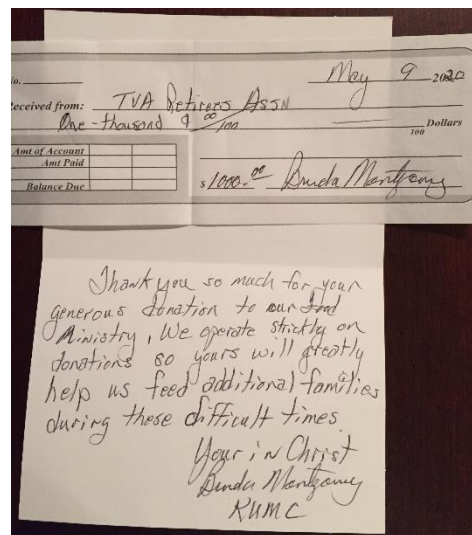 o.
May 9 2020
eceived from: TVA Retirees Assn
One-thousand & 00/100 Dollars
100
Amt of Account
Amt Paid
Balance Due
$ 1000.00 Montgomery
Thank you so much for your
generous donation to our food
Ministry, We operate strictly on
donations so yours will greatly
help us feed additional families
during these difficult times.
Your in Christ
Montgomery
KUMC